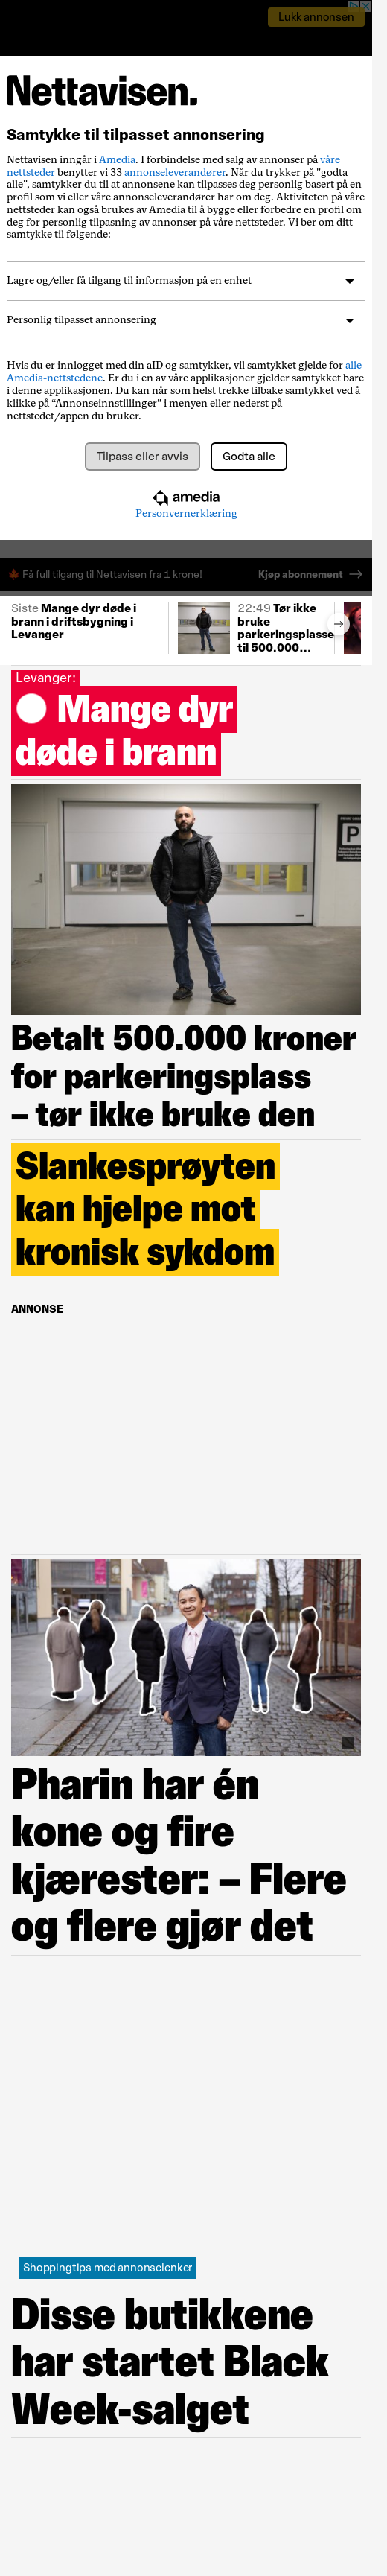 Lukk annonsen
Nettavisen.
Samtykke til tilpasset annonsering
Nettavisen inngår i Amedia. I forbindelse med salg av annonser på våre
nettsteder benytter vi 33 annonseleverandører. Når du trykker på "godta
alle", samtykker du til at annonsene kan tilpasses deg personlig basert på en
profil som vi eller våre annonseleverandører har om deg. Aktiviteten på våre
nettsteder kan også brukes av Amedia til å bygge eller forbedre en profil om
deg for personlig tilpasning av annonser på våre nettsteder. Vi ber om ditt
samtykke til følgende:
Lagre og/eller få tilgang til informasjon på en enhet
Personlig tilpasset annonsering
Hvis du er innlogget med din aID og samtykker, vil samtykket gjelde for alle
Amedia-nettstedene. Er du i en av våre applikasjoner gjelder samtykket bare
i denne applikasjonen. Du kan når som helst trekke tilbake samtykket ved å
klikke på “Annonseinnstillinger” i menyen eller nederst på
nettstedet/appen du bruker.
Tilpass eller avvis
Godta alle
amedia
Personvernerklæring
Få full tilgang til Nettavisen fra 1 krone!
Kjøp abonnement
Siste Mange dyr døde i
brann i driftsbygning i
Levanger
22:49 Tør ikke
bruke
parkeringsplasse
til 500.000...
Levanger:
Mange dyr
døde i brann
P
Betalt 500.000 kroner
for parkeringsplass
– tør ikke bruke den
Slankesprøyten
kan hjelpe mot
kronisk sykdom
ANNONSE
Pharin har én
kone og fire
kjærester: – Flere
og flere gjør det
Shoppingtips med annonselenker
Disse butikkene
har startet Black
Week-salget